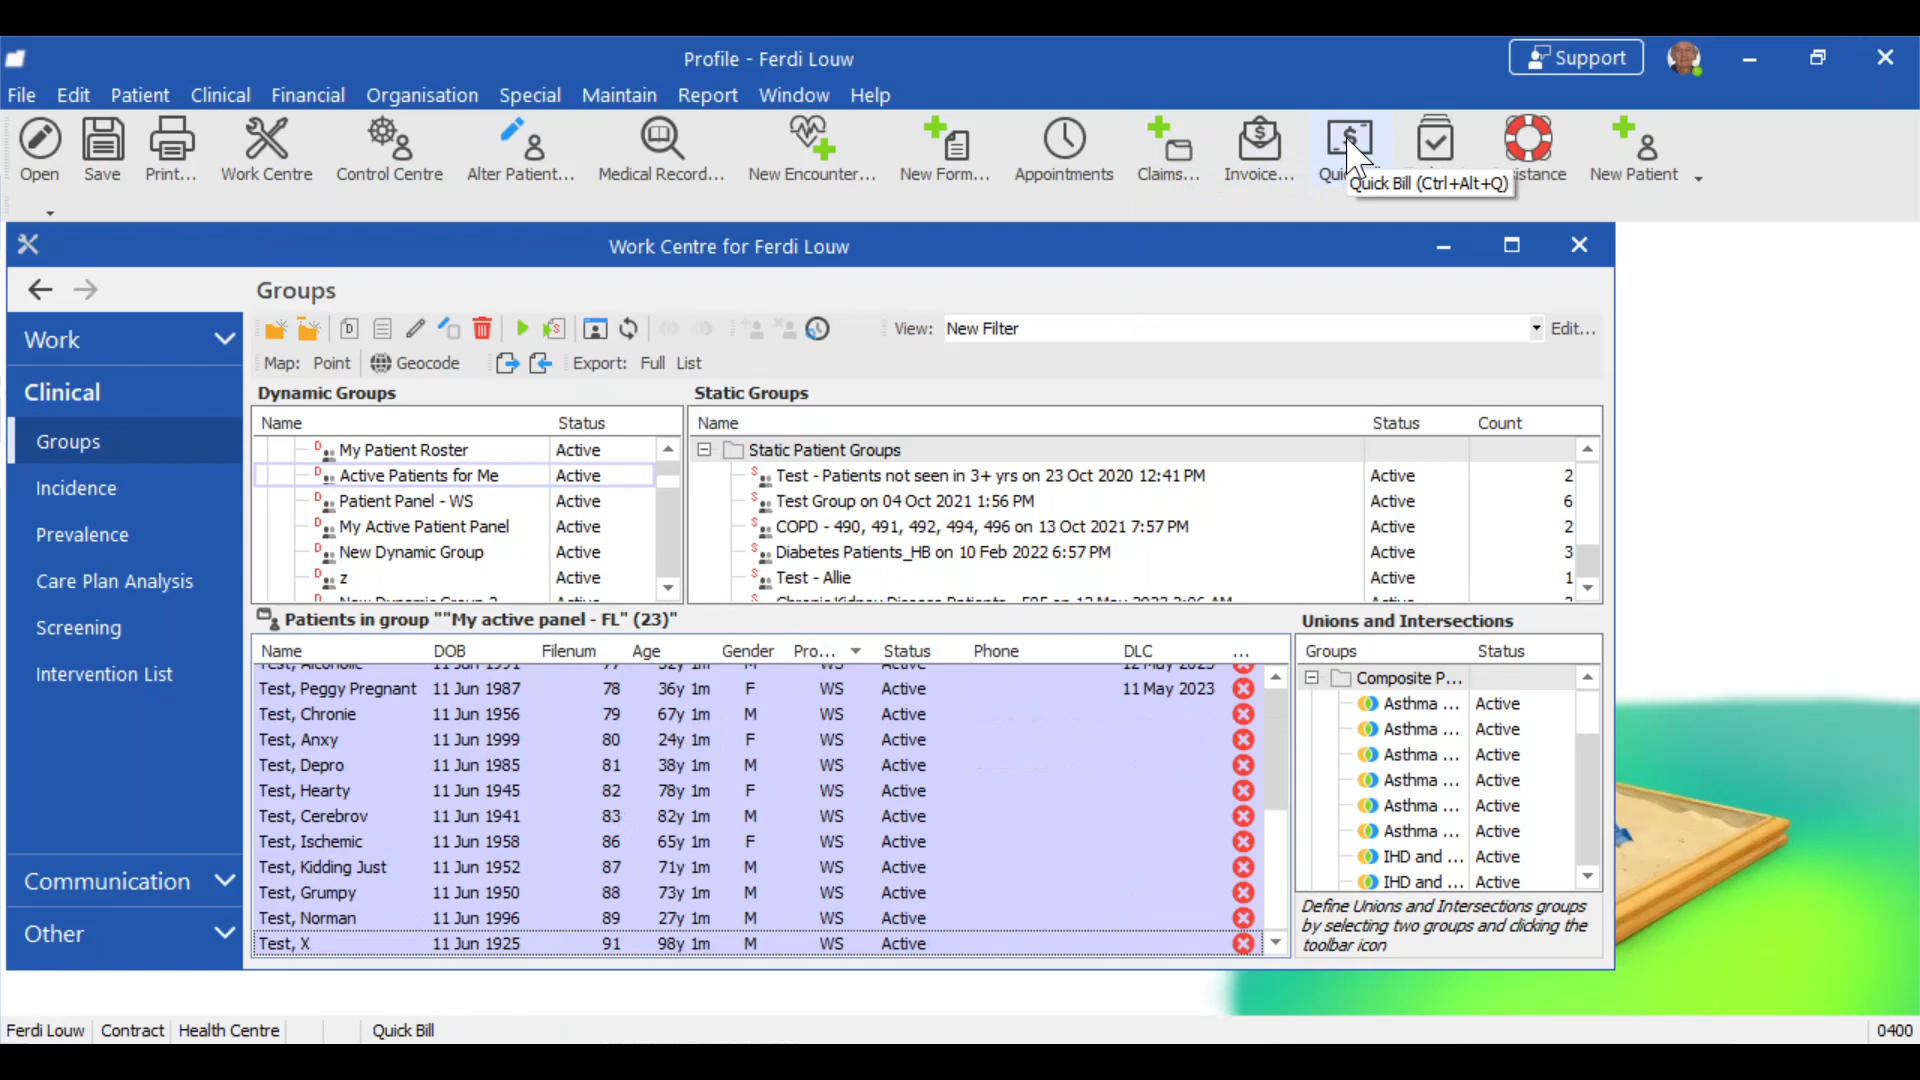 Profile - Ferdi Louw
Support
File Edit Patient Clinical Financial Organisation Special Maintain Report Window Help
Open Save Print... Work Centre Control Centre Alter Patient... Medical Record... New Encounter... New Form... Appointments Claims... Invoice... Quic istance New Patient
Quick Bill (Ctrl+Alt+Q)
Work Centre for Ferdi Louw
Groups
View: New Filter Edit...
Map: Point Geocode Export: Full List
Work
Clinical
Groups
Incidence
Prevalence
Care Plan Analysis
Screening
Intervention List
Communication
Other
Dynamic Groups
Name Status
My Patient Roster Active
Active Patients for Me Active
Patient Panel - WS Active
My Active Patient Panel Active
New Dynamic Group Active
z Active
Static Groups
Name Status Count
Static Patient Groups
Test - Patients not seen in 3+ yrs on 23 Oct 2020 12:41 PM Active 2
Test Group on 04 Oct 2021 1:56 PM Active 6
COPD - 490, 491, 492, 494, 496 on 13 Oct 2021 7:57 PM Active 2
Diabetes Patients_HB on 10 Feb 2022 6:57 PM Active 3
Test - Allie Active 1
Patients in group ""My active panel - FL" (23)"
Name DOB Filenum Age Gender Pro... Status Phone DLC ...
Test, Alcoholic 11 Jun 1991 77 32y 1m M WS Active 12 May 2023
Test, Peggy Pregnant 11 Jun 1987 78 36y 1m F WS Active 11 May 2023
Test, Chronie 11 Jun 1956 79 67y 1m M WS Active
Test, Anxy 11 Jun 1999 80 24y 1m F WS Active
Test, Depro 11 Jun 1985 81 38y 1m M WS Active
Test, Hearty 11 Jun 1945 82 78y 1m F WS Active
Test, Cerebrov 11 Jun 1941 83 82y 1m M WS Active
Test, Ischemic 11 Jun 1958 86 65y 1m F WS Active
Test, Kidding Just 11 Jun 1952 87 71y 1m M WS Active
Test, Grumpy 11 Jun 1950 88 73y 1m M WS Active
Test, Norman 11 Jun 1996 89 27y 1m M WS Active
Test, X 11 Jun 1925 91 98y 1m M WS Active
Unions and Intersections
Groups Status
Composite P...
Asthma ... Active
Asthma ... Active
Asthma ... Active
Asthma ... Active
Asthma ... Active
Asthma ... Active
IHD and ... Active
IHD and ... Active
Define Unions and Intersections groups
by selecting two groups and clicking the
toolbar icon
Ferdi Louw Contract Health Centre Quick Bill 0400